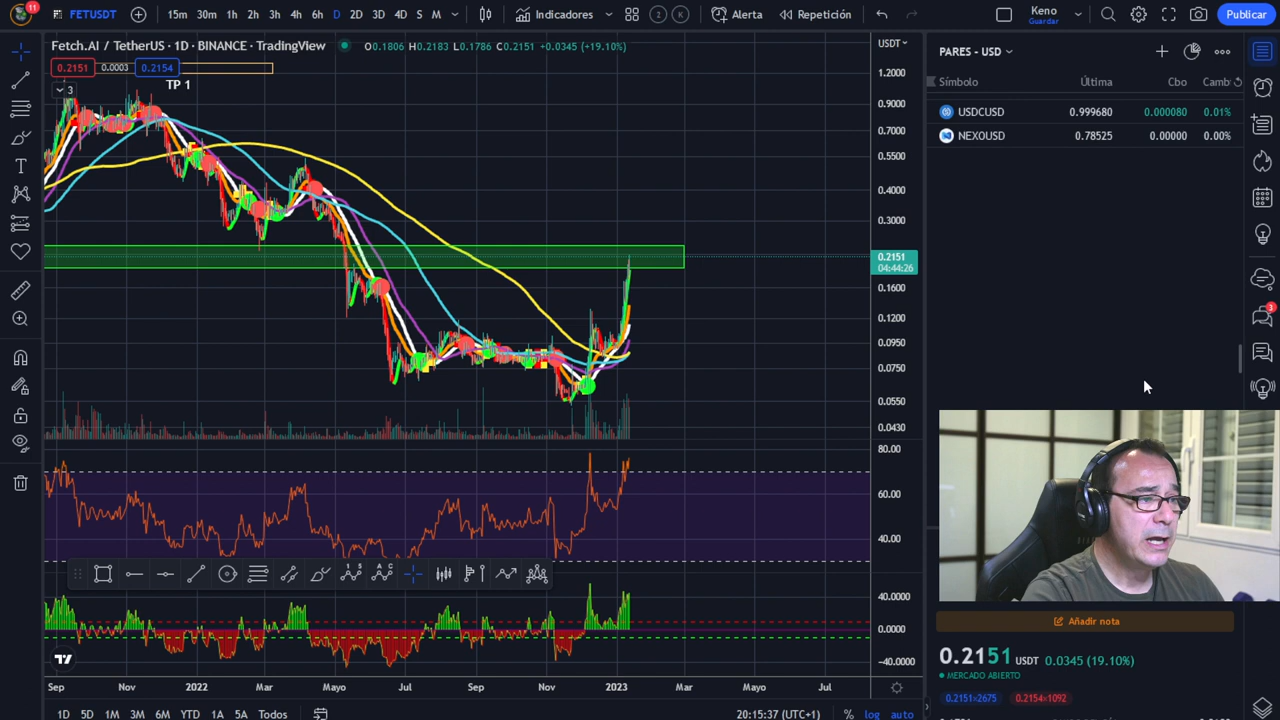 11
FETUSDT
15m 30m 1h 2h 3h 4h 6h D 2D 3D 4D S M
Indicadores
2 K
Alerta
Repetición
Keno
Guardar
Publicar
Fetch.AI / TetherUS · 1D · BINANCE · TradingView
O0.1806 H0.2183 L0.1786 C0.2151 +0.0345 (+19.10%)
0.2151 0.0003 0.2154
3
TP 1
USDT
1.2000
0.9000
0.7000
0.5500
0.4000
0.3000
0.2151
04:44:26
0.1600
0.1200
0.0950
0.0750
0.0550
0.0430
80.00
60.00
40.00
40.0000
0.0000
−40.0000
Sep Nov 2022 Mar Mayo Jul Sep Nov 2023 Mar Mayo Jul
1D 5D 1M 3M 6M YTD 1A 5A Todos
20:15:37 (UTC+1)
% log auto
PARES - USD
Símbolo Última Cbo Camb
USDCUSD 0.999680 0.000080 0.01%
NEXOUSD 0.78525 0.00000 0.00%
3
Añadir nota
0.2151 USDT 0.0345 (19.10%)
MERCADO ABIERTO
0.2151×2675 0.2154×1092